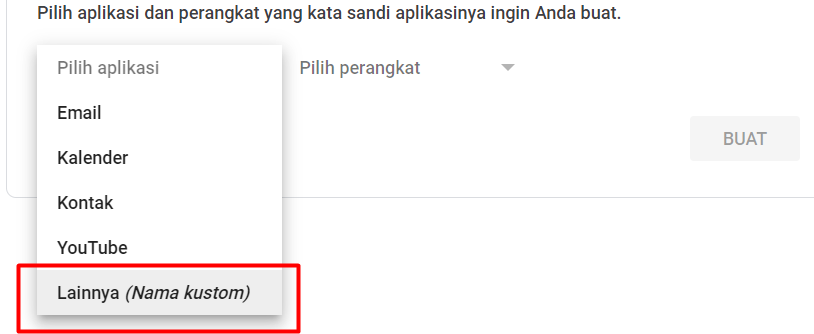 Pilih aplikasi dan perangkat yang kata sandi aplikasinya ingin Anda buat.
Pilih aplikasi
Pilih perangkat
Email
Kalender
BUAT
Kontak
YouTube
Lainnya (Nama kustom)